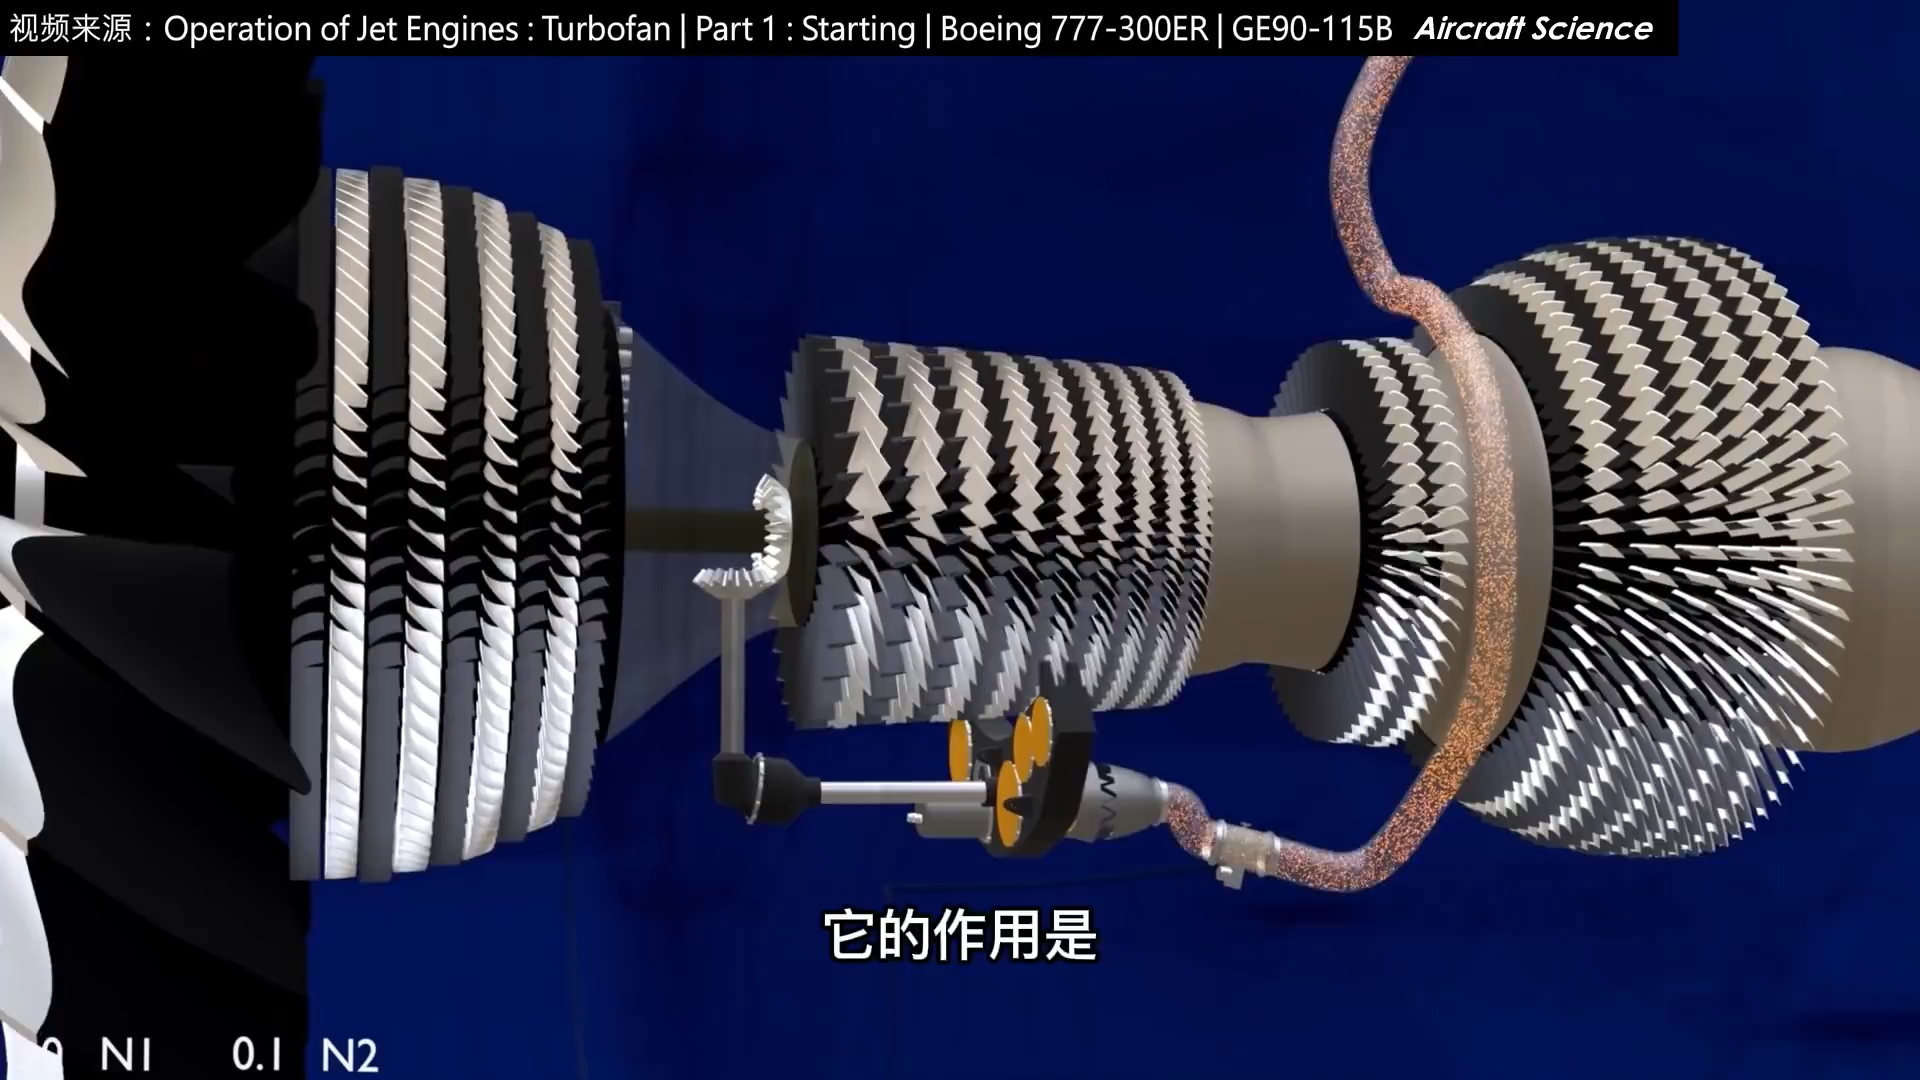 视频来源：Operation of Jet Engines : Turbofan | Part 1 : Starting | Boeing 777-300ER | GE90-115B Aircraft Science
它的作用是
0 N1 0.1 N2